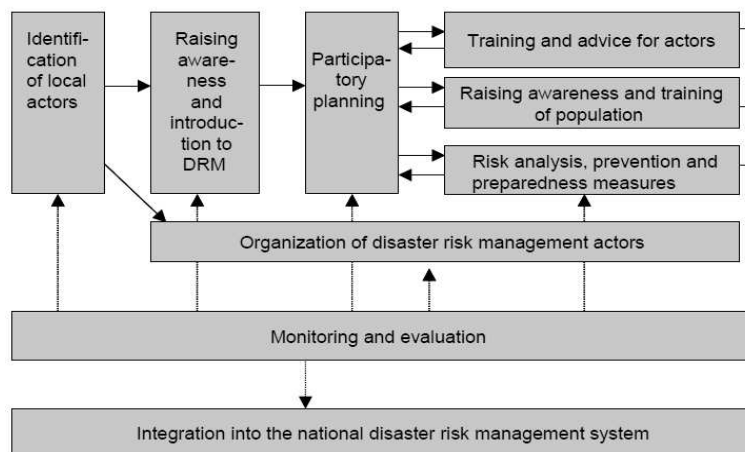 Identifi-
cation
of local
actors
Raising
aware-
ness
and
introduc-
tion to
DRM
Participa-
tory
planning
Training and advice for actors
Raising awareness and training
of population
Risk analysis, prevention and
preparedness measures
Organization of disaster risk management actors
Monitoring and evaluation
Integration into the national disaster risk management system